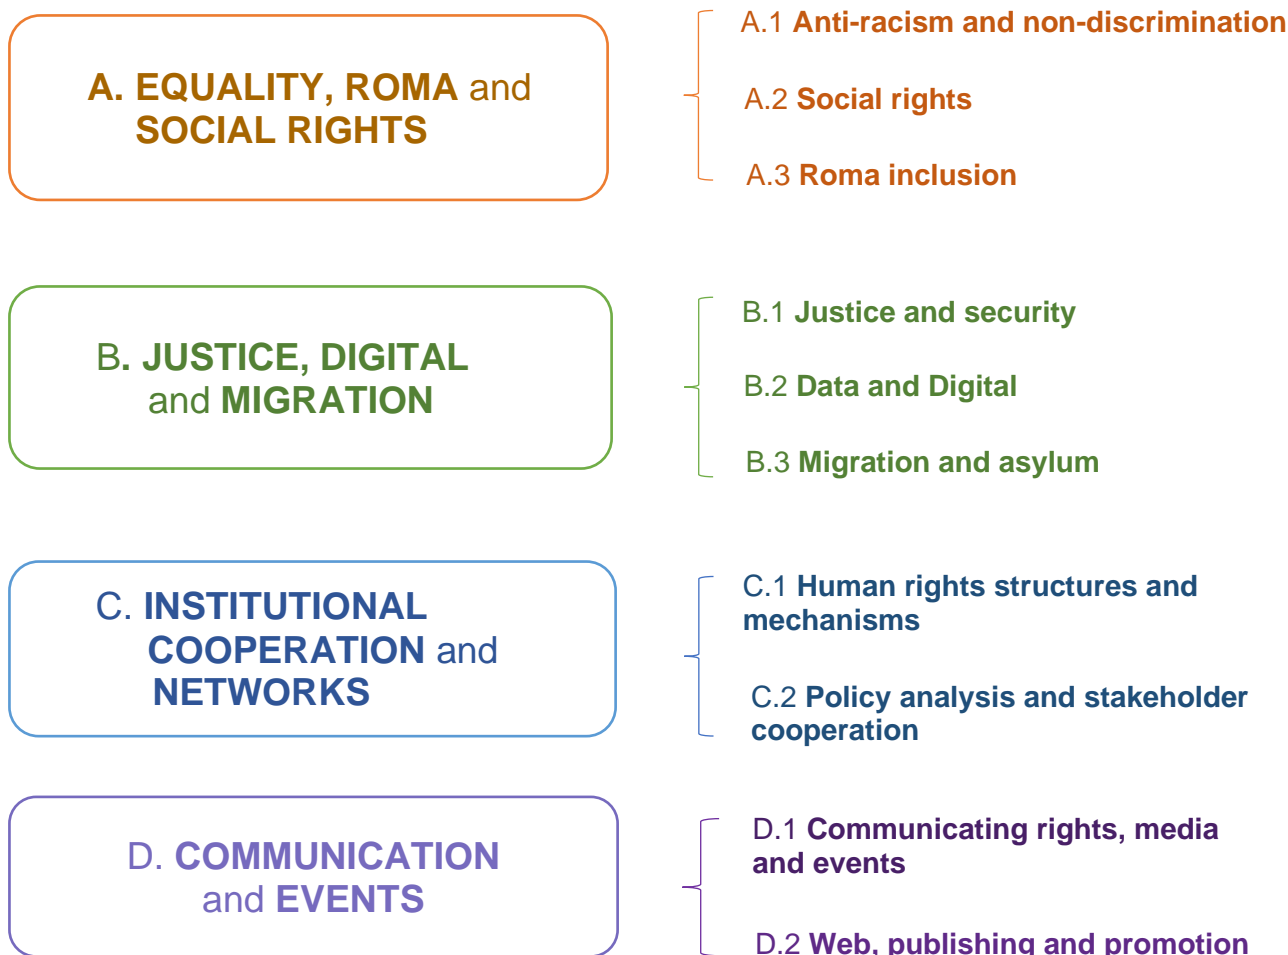 A. EQUALITY, ROMA and
SOCIAL RIGHTS
A.1 Anti-racism and non-discrimination
A.2 Social rights
A.3 Roma inclusion
B. JUSTICE, DIGITAL
and MIGRATION
B.1 Justice and security
B.2 Data and Digital
B.3 Migration and asylum
C. INSTITUTIONAL
COOPERATION and
NETWORKS
C.1 Human rights structures and
mechanisms
C.2 Policy analysis and stakeholder
cooperation
D. COMMUNICATION
and EVENTS
D.1 Communicating rights, media
and events
D.2 Web, publishing and promotion